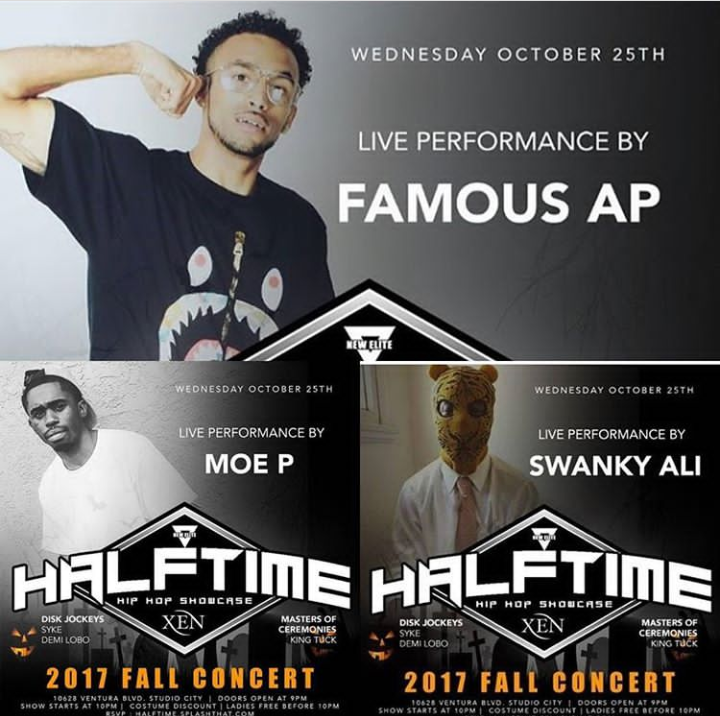 WEDNESDAY OCTOBER 25TH
LIVE PERFORMANCE BY
FAMOUS AP
NEW ELITE
WEDNESDAY OCTOBER 25TH
LIVE PERFORMANCE BY
MOE P
NEW ELITE
HALFTIME
HIP HOP SHOWCASE
XEN
DISK JOCKEYS
SYKE
DEMI LOBO
MASTERS OF
CEREMONIES
KING TUCK
2017 FALL CONCERT
10628 VENTURA BLVD. STUDIO CITY | DOORS OPEN AT 9PM
SHOW STARTS AT 10PM | COSTUME DISCOUNT | LADIES FREE BEFORE 10PM
RSVP : HALFTIME.SPLASHTHAT.COM
WEDNESDAY OCTOBER 25TH
LIVE PERFORMANCE BY
SWANKY ALI
NEW ELITE
HALFTIME
HIP HOP SHOWCASE
XEN
DISK JOCKEYS
SYKE
DEMI LOBO
MASTERS OF
CEREMONIES
KING TUCK
2017 FALL CONCERT
10628 VENTURA BLVD. STUDIO CITY | DOORS OPEN AT 9PM
SHOW STARTS AT 10PM | COSTUME DISCOUNT | LADIES FREE BEFORE 10PM